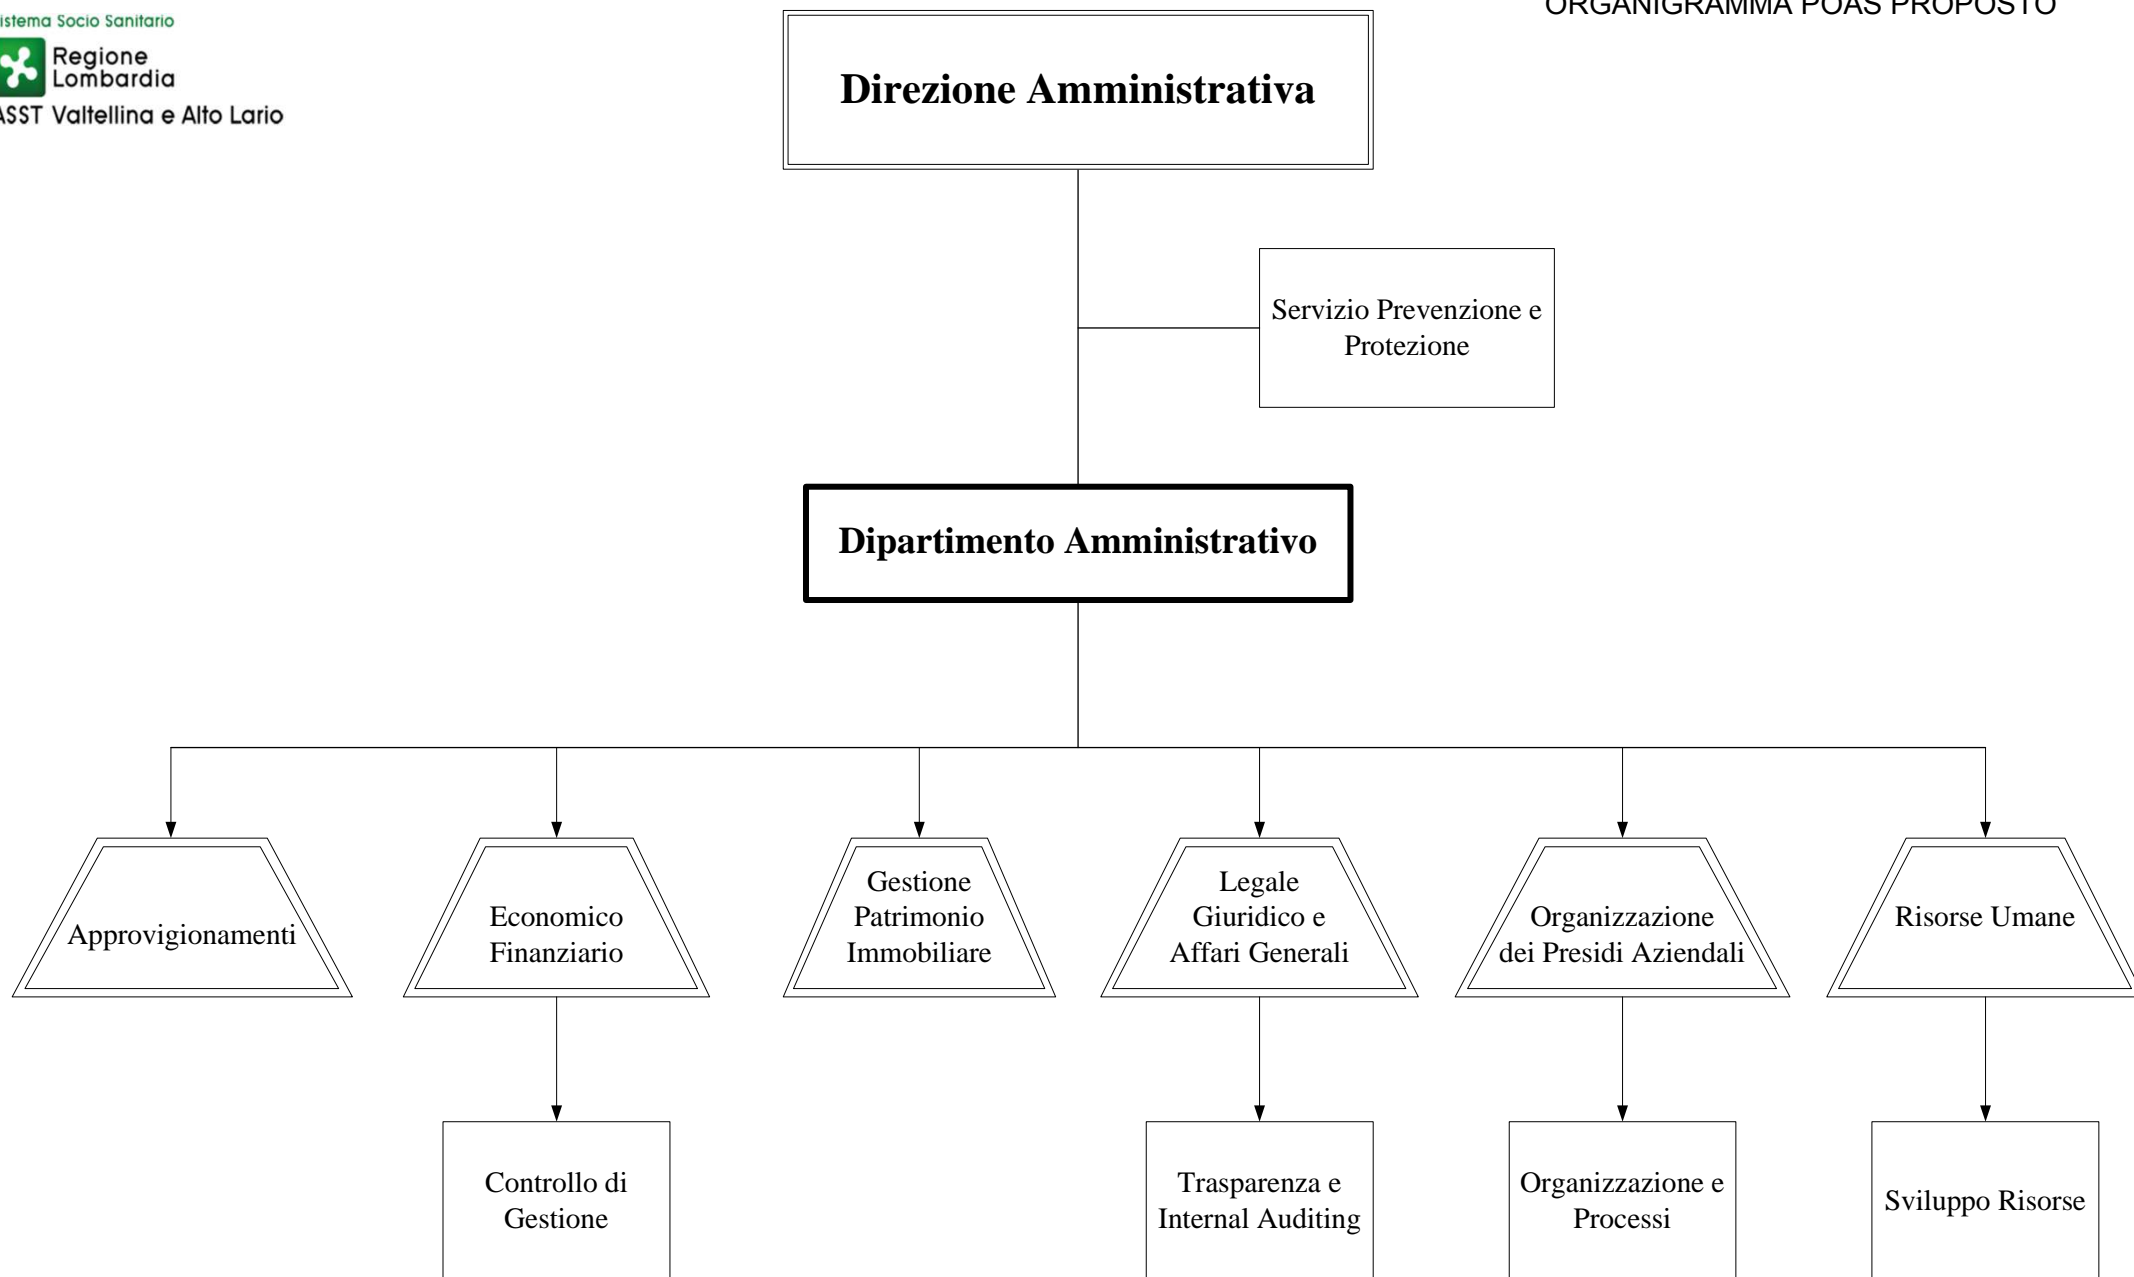 ORGANIGRAMMA POAS PROPOSTO
istema Socio Sanitario
Regione
Lombardia
ASST Valtellina e Alto Lario
Direzione Amministrativa
Servizio Prevenzione e
Protezione
Dipartimento Amministrativo
Approvigionamenti
Economico
Finanziario
Gestione
Patrimonio
Immobiliare
Legale
Giuridico e
Affari Generali
Organizzazione
dei Presidi Aziendali
Risorse Umane
Controllo di
Gestione
Trasparenza e
Internal Auditing
Organizzazione e
Processi
Sviluppo Risorse